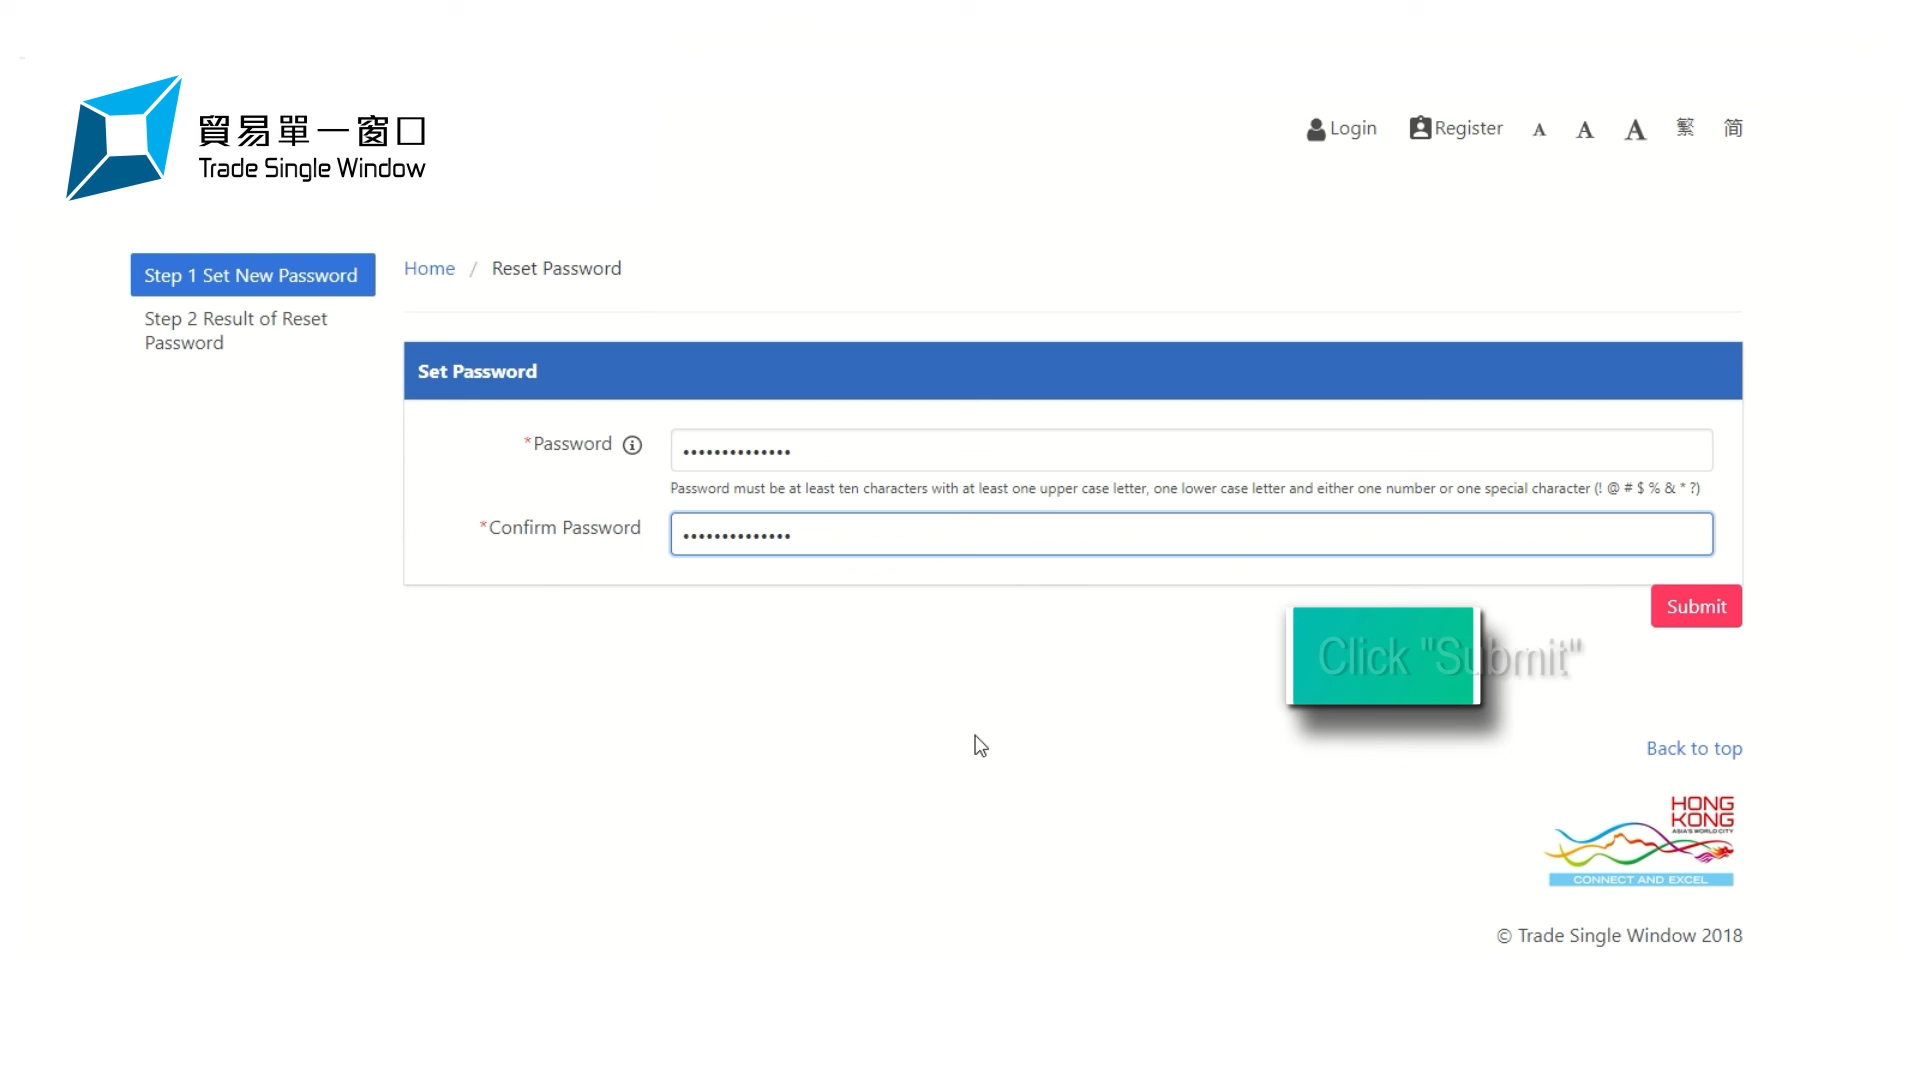 貿易單一窗口
Trade Single Window
Login
Register
A
A
A
繁
简
Step 1 Set New Password
Step 2 Result of Reset
Password
Home / Reset Password
Set Password
*Password
••••••••••••••
Password must be at least ten characters with at least one upper case letter, one lower case letter and either one number or one special character (! @ # $ % & * ?)
*Confirm Password
••••••••••••••
Submit
Click "Submit"
Back to top
HONG
KONG
ASIA'S WORLD CITY
CONNECT AND EXCEL
© Trade Single Window 2018